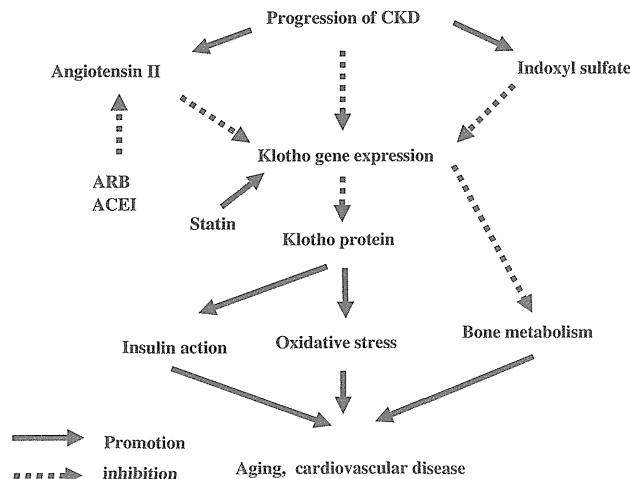 Progression of CKD
Angiotensin II
Indoxyl sulfate
Klotho gene expression
ARB
ACEI
Statin
Klotho protein
Insulin action
Oxidative stress
Bone metabolism
Promotion
inhibition
Aging, cardiovascular disease